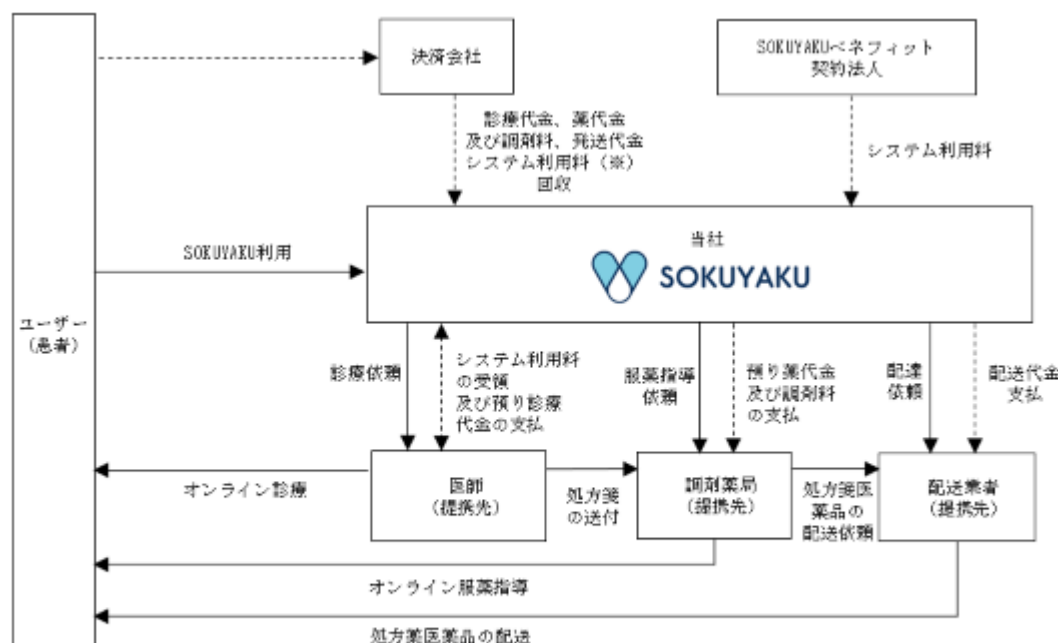 決済会社
SOKUYAKUベネフィット
契約法人
診療代金、薬代金
及び調剤料、発送代金
システム利用料（※）
回収
システム利用料
SOKUYAKU利用
当社
SOKUYAKU
ユーザー
（患者）
診療依頼
システム利用料
の受領
及び預り診療
代金の支払
服薬指導
依頼
預り薬代金
及び調剤料
の支払
配達
依頼
配送代金
支払
オンライン診療
医師
（提携先）
処方箋
の送付
調剤薬局
（提携先）
処方箋医
薬品の
配送依頼
配送業者
（提携先）
オンライン服薬指導
処方薬医薬品の配送